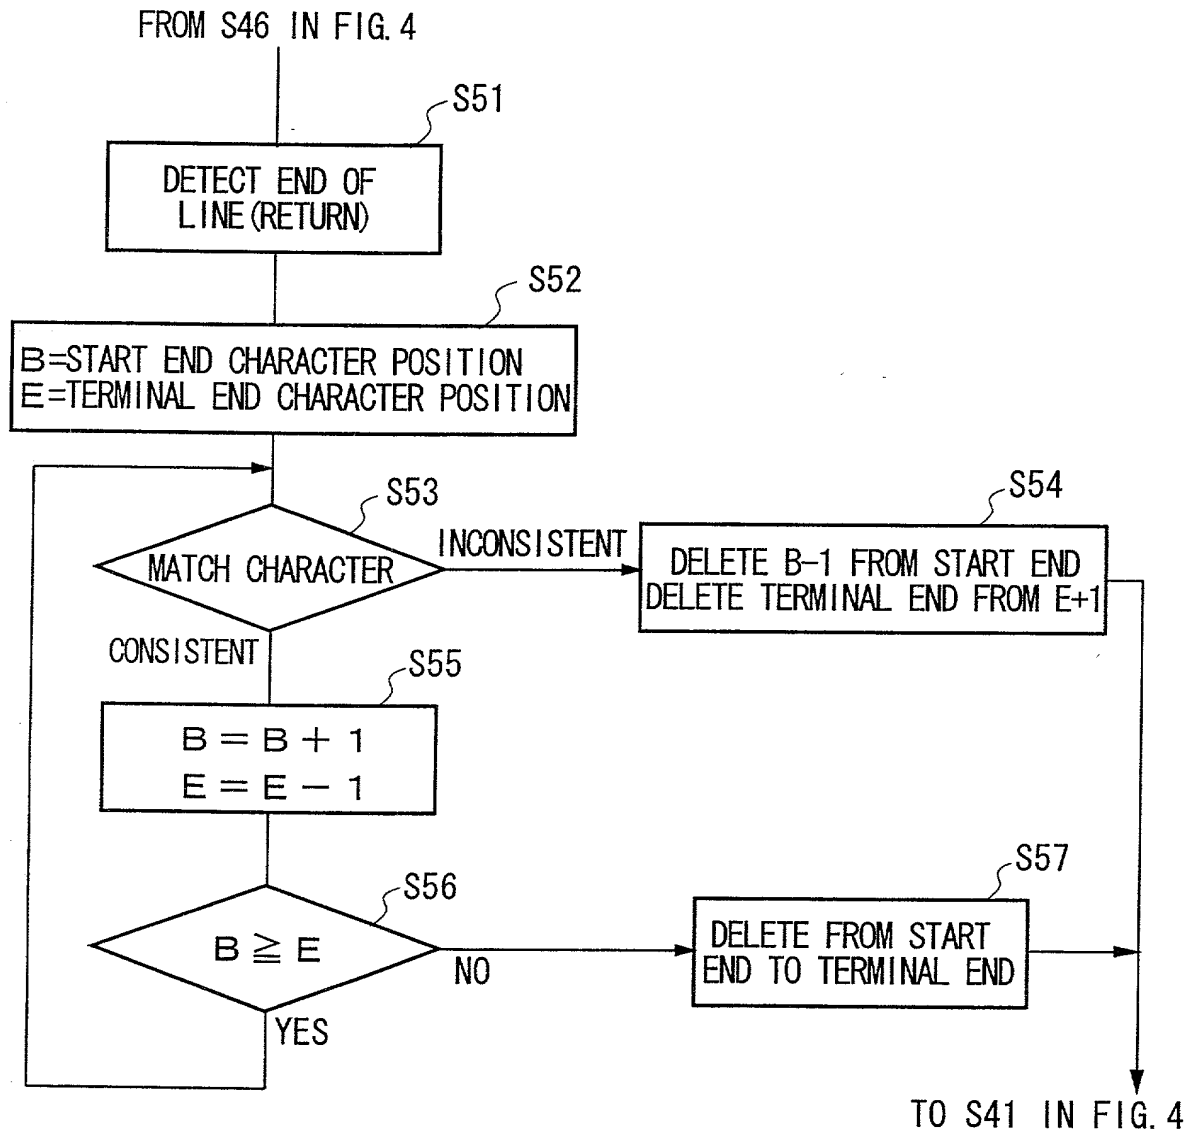 FROM S46 IN FIG. 4
S51
DETECT END OF
LINE(RETURN)
S52
B=START END CHARACTER POSITION
E=TERMINAL END CHARACTER POSITION
S53
MATCH CHARACTER
INCONSISTENT
S54
DELETE B-1 FROM START END
DELETE TERMINAL END FROM E+1
CONSISTENT
S55
B=B+1
E=E-1
S56
B≧E
NO
YES
S57
DELETE FROM START
END TO TERMINAL END
TO S41 IN FIG. 4